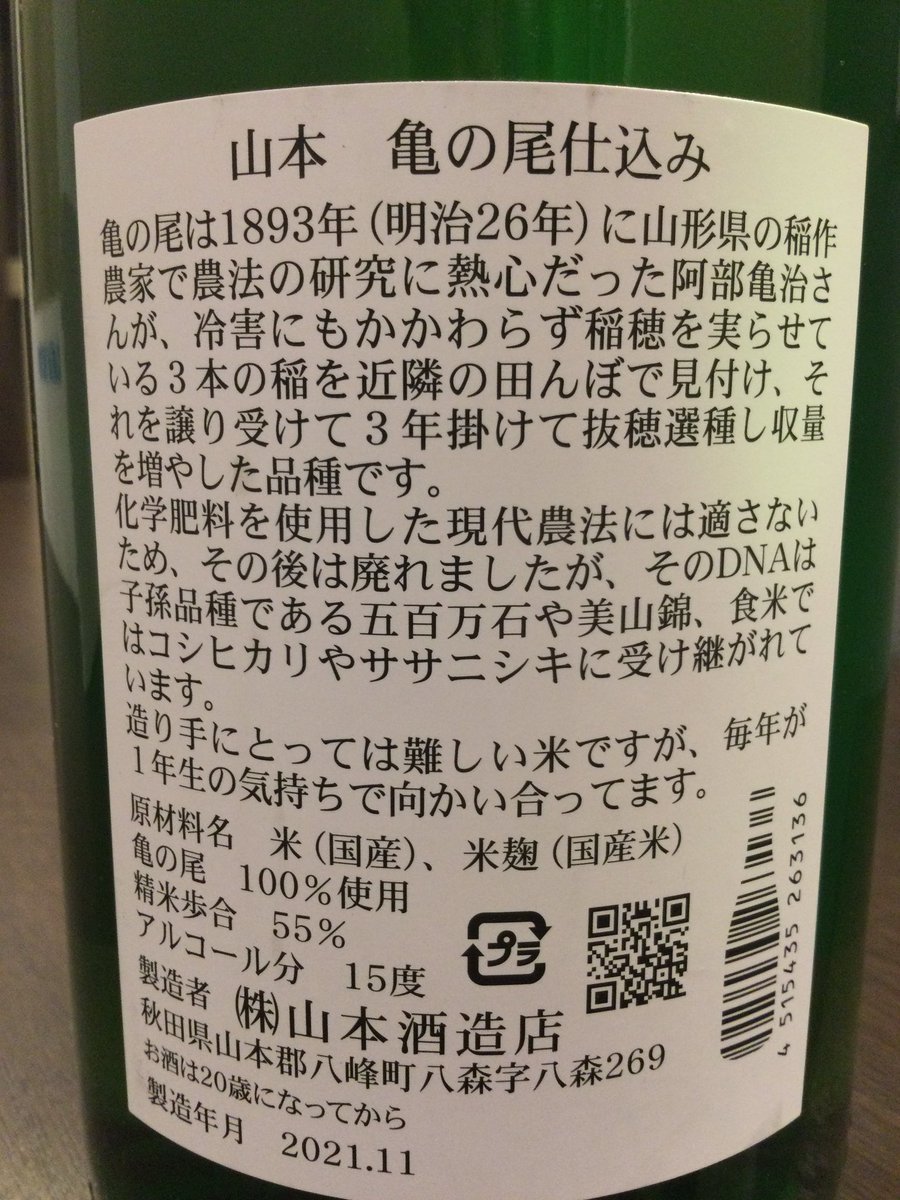 山本　亀の尾仕込み
亀の尾は1893年（明治26年）に山形県の稲作
農家で農法の研究に熱心だった阿部亀治さ
んが、冷害にもかかわらず稲穂を実らせて
いる３本の稲を近隣の田んぼで見付け、そ
れを譲り受けて３年掛けて抜穂選種し収量
を増やした品種です。
化学肥料を使用した現代農法には適さない
ため、その後は廃れましたが、そのDNAは
子孫品種である五百万石や美山錦、食米で
はコシヒカリやササニシキに受け継がれて
います。
造り手にとっては難しい米ですが、毎年が
１年生の気持ちで向かい合ってます。
原材料名　米（国産）、米麹（国産米）
亀の尾　100％使用
精米歩合　55％
アルコール分　15度
製造者　㈱山本酒造店
秋田県山本郡八峰町八森字八森269
お酒は20歳になってから
製造年月　2021.11
プラ
4 515435 263136